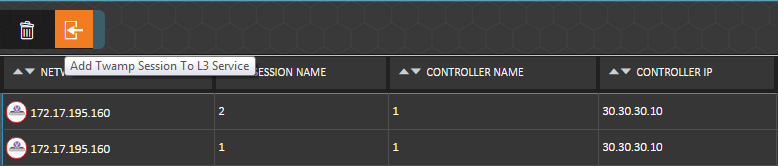 Add Twamp Session To L3 Service
NETW SESSION NAME CONTROLLER NAME CONTROLLER IP
172.17.195.160 2 1 30.30.30.10
172.17.195.160 1 1 30.30.30.10